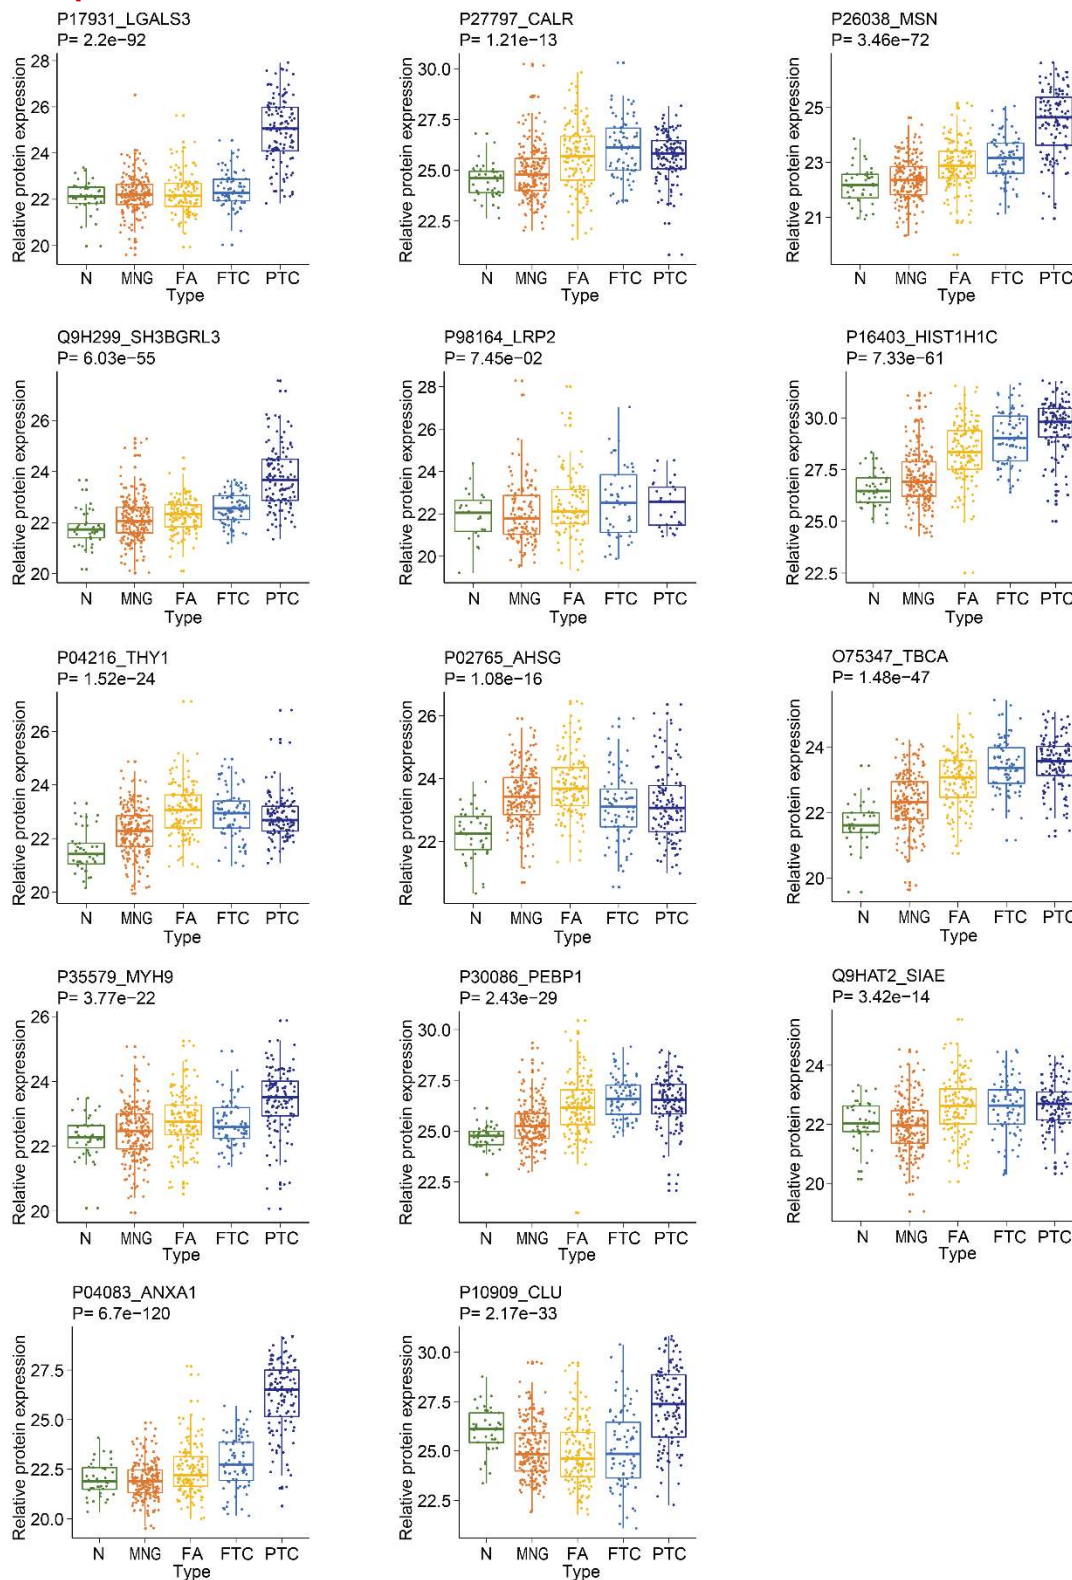 P17931_LGALS3
P= 2.2e−92
Relative protein expression
28
26
24
22
20
N MNG FA FTC PTC
Type
P27797_CALR
P= 1.21e−13
Relative protein expression
30.0
27.5
25.0
22.5
N MNG FA FTC PTC
Type
P26038_MSN
P= 3.46e−72
Relative protein expression
25
23
21
N MNG FA FTC PTC
Type
Q9H299_SH3BGRL3
P= 6.03e−55
Relative protein expression
26
24
22
20
N MNG FA FTC PTC
Type
P98164_LRP2
P= 7.45e−02
Relative protein expression
28
26
24
22
20
N MNG FA FTC PTC
Type
P16403_HIST1H1C
P= 7.33e−61
Relative protein expression
30.0
27.5
25.0
22.5
N MNG FA FTC PTC
Type
P04216_THY1
P= 1.52e−24
Relative protein expression
26
24
22
20
N MNG FA FTC PTC
Type
P02765_AHSG
P= 1.08e−16
Relative protein expression
26
24
22
N MNG FA FTC PTC
Type
O75347_TBCA
P= 1.48e−47
Relative protein expression
24
22
20
N MNG FA FTC PTC
Type
P35579_MYH9
P= 3.77e−22
Relative protein expression
26
24
22
20
N MNG FA FTC PTC
Type
P30086_PEBP1
P= 2.43e−29
Relative protein expression
30.0
27.5
25.0
22.5
N MNG FA FTC PTC
Type
Q9HAT2_SIAE
P= 3.42e−14
Relative protein expression
24
22
20
N MNG FA FTC PTC
Type
P04083_ANXA1
P= 6.7e−120
Relative protein expression
27.5
25.0
22.5
20.0
N MNG FA FTC PTC
Type
P10909_CLU
P= 2.17e−33
Relative protein expression
30.0
27.5
25.0
22.5
N MNG FA FTC PTC
Type